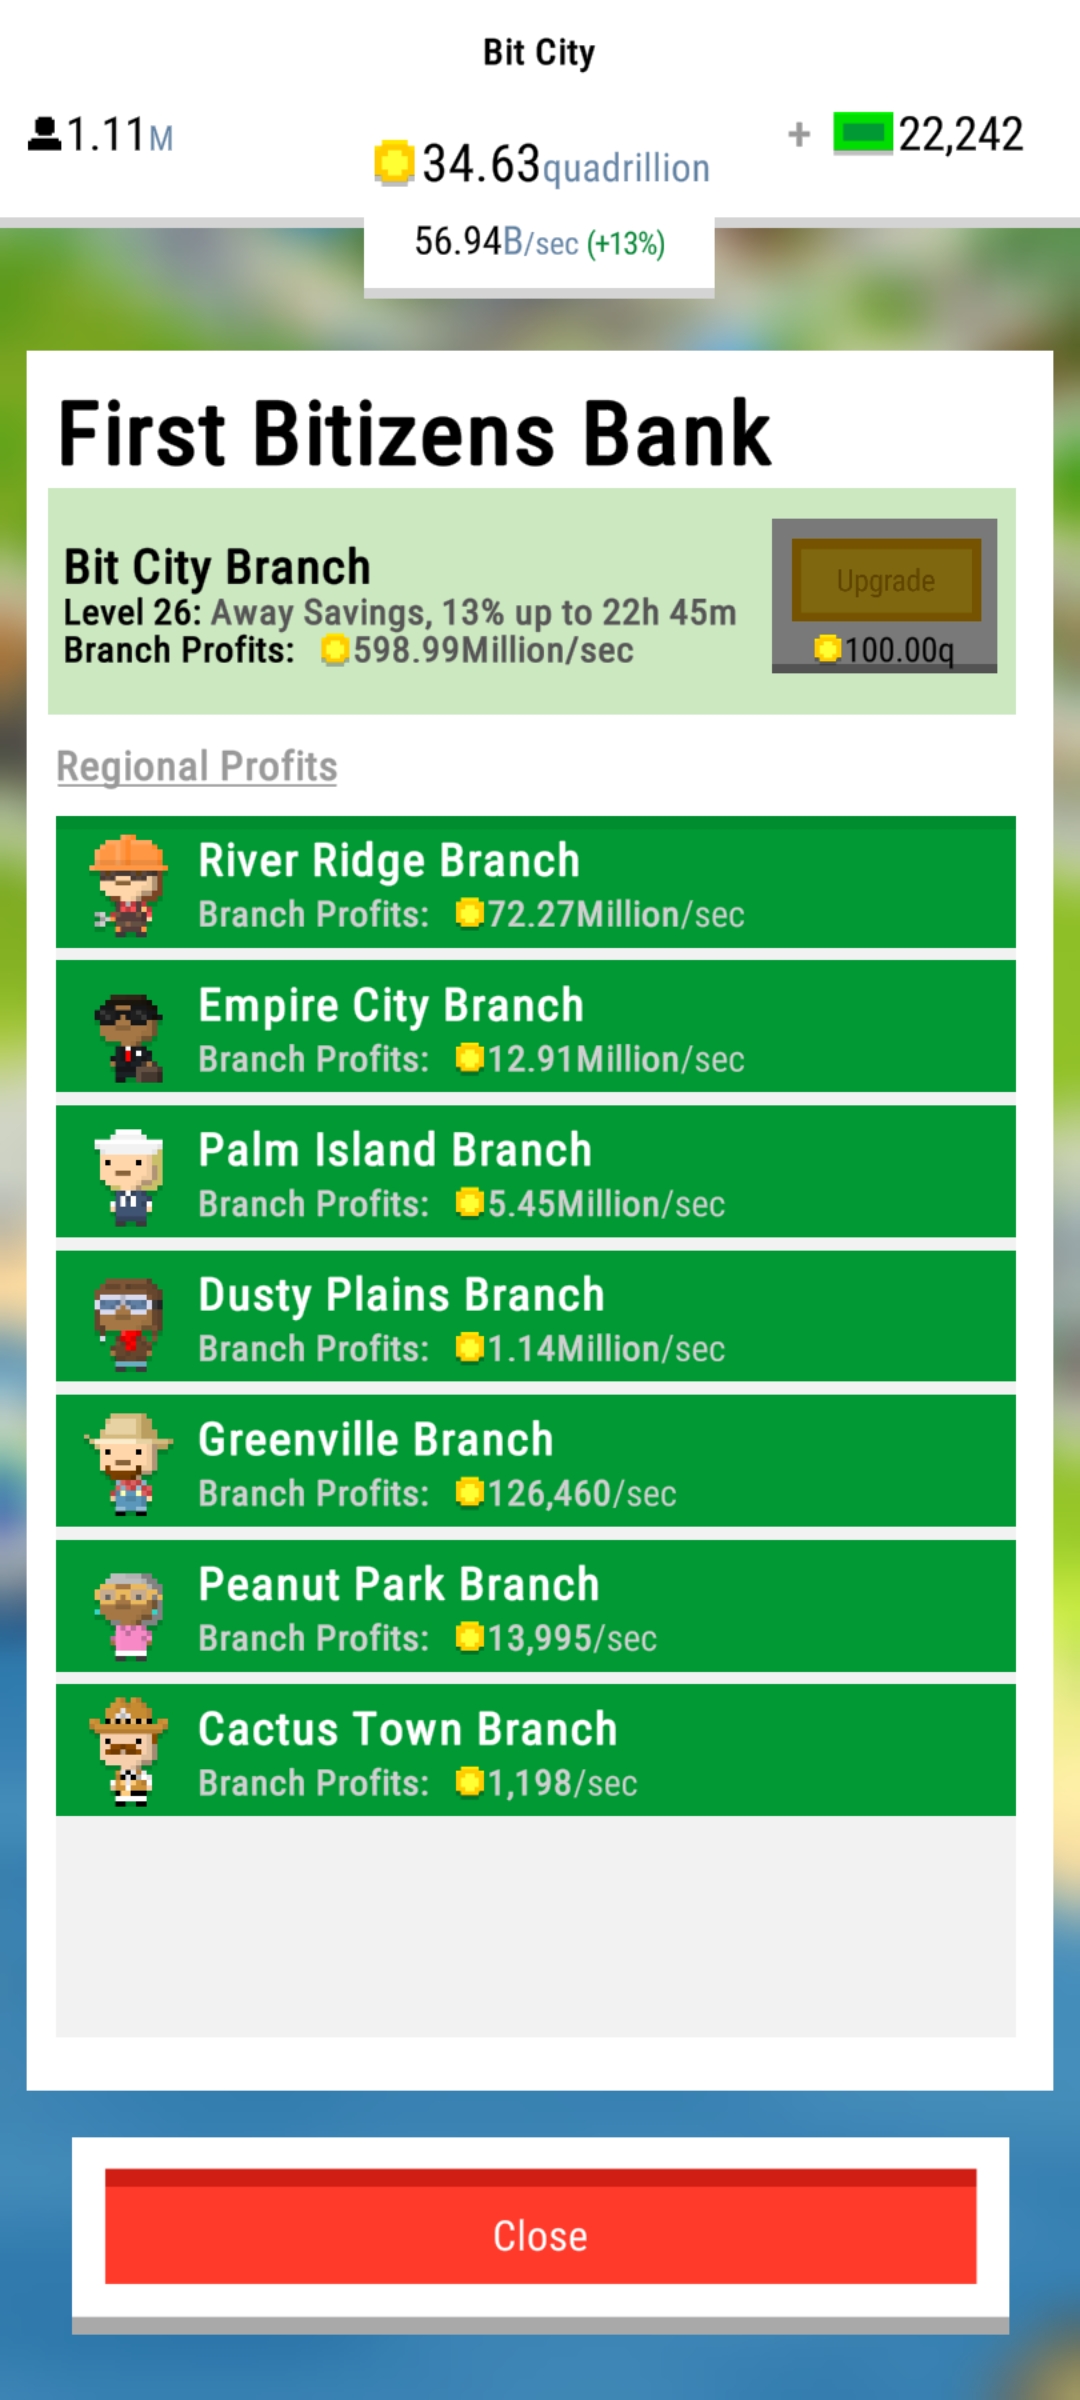 Bit City
1.11M
34.63quadrillion
+ 22,242
56.94B/sec (+13%)
First Bitizens Bank
Bit City Branch
Level 26: Away Savings, 13% up to 22h 45m
Branch Profits: 598.99Million/sec
Upgrade
100.00q
Regional Profits
River Ridge Branch
Branch Profits: 72.27Million/sec
Empire City Branch
Branch Profits: 12.91Million/sec
Palm Island Branch
Branch Profits: 5.45Million/sec
Dusty Plains Branch
Branch Profits: 1.14Million/sec
Greenville Branch
Branch Profits: 126,460/sec
Peanut Park Branch
Branch Profits: 13,995/sec
Cactus Town Branch
Branch Profits: 1,198/sec
Close